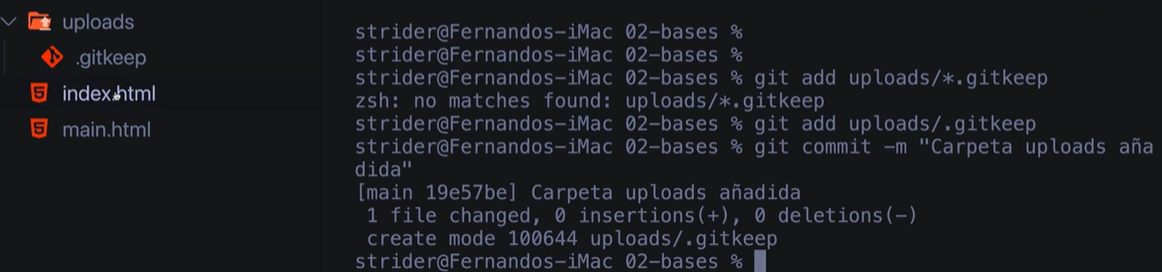 uploads
.gitkeep
index.html
main.html
strider@Fernandos-iMac 02-bases %
strider@Fernandos-iMac 02-bases %
strider@Fernandos-iMac 02-bases % git add uploads/*.gitkeep
zsh: no matches found: uploads/*.gitkeep
strider@Fernandos-iMac 02-bases % git add uploads/.gitkeep
strider@Fernandos-iMac 02-bases % git commit -m "Carpeta uploads aña
dida"
[main 19e57be] Carpeta uploads añadida
1 file changed, 0 insertions(+), 0 deletions(-)
create mode 100644 uploads/.gitkeep
strider@Fernandos-iMac 02-bases %